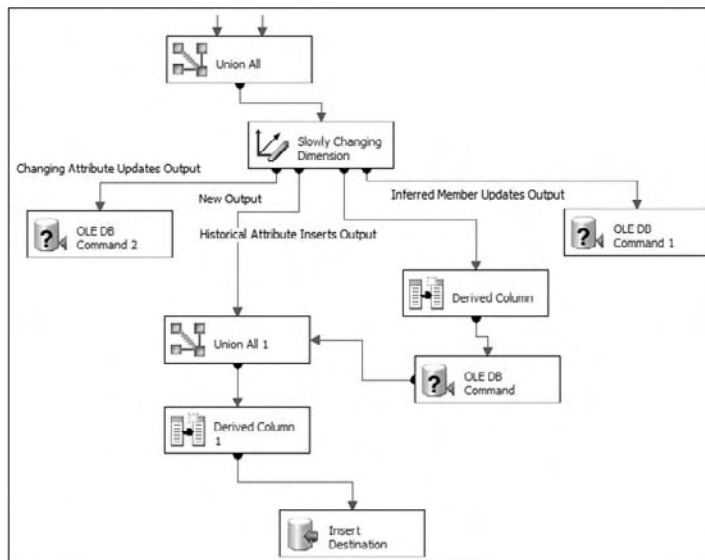 Union All
Slowly Changing
Dimension
Changing Attribute Updates Output
New Output
Inferred Member Updates Output
Historical Attribute Inserts Output
OLE DB
Command 2
OLE DB
Command 1
Derived Column
Union All 1
OLE DB
Command
Derived Column
1
Insert
Destination